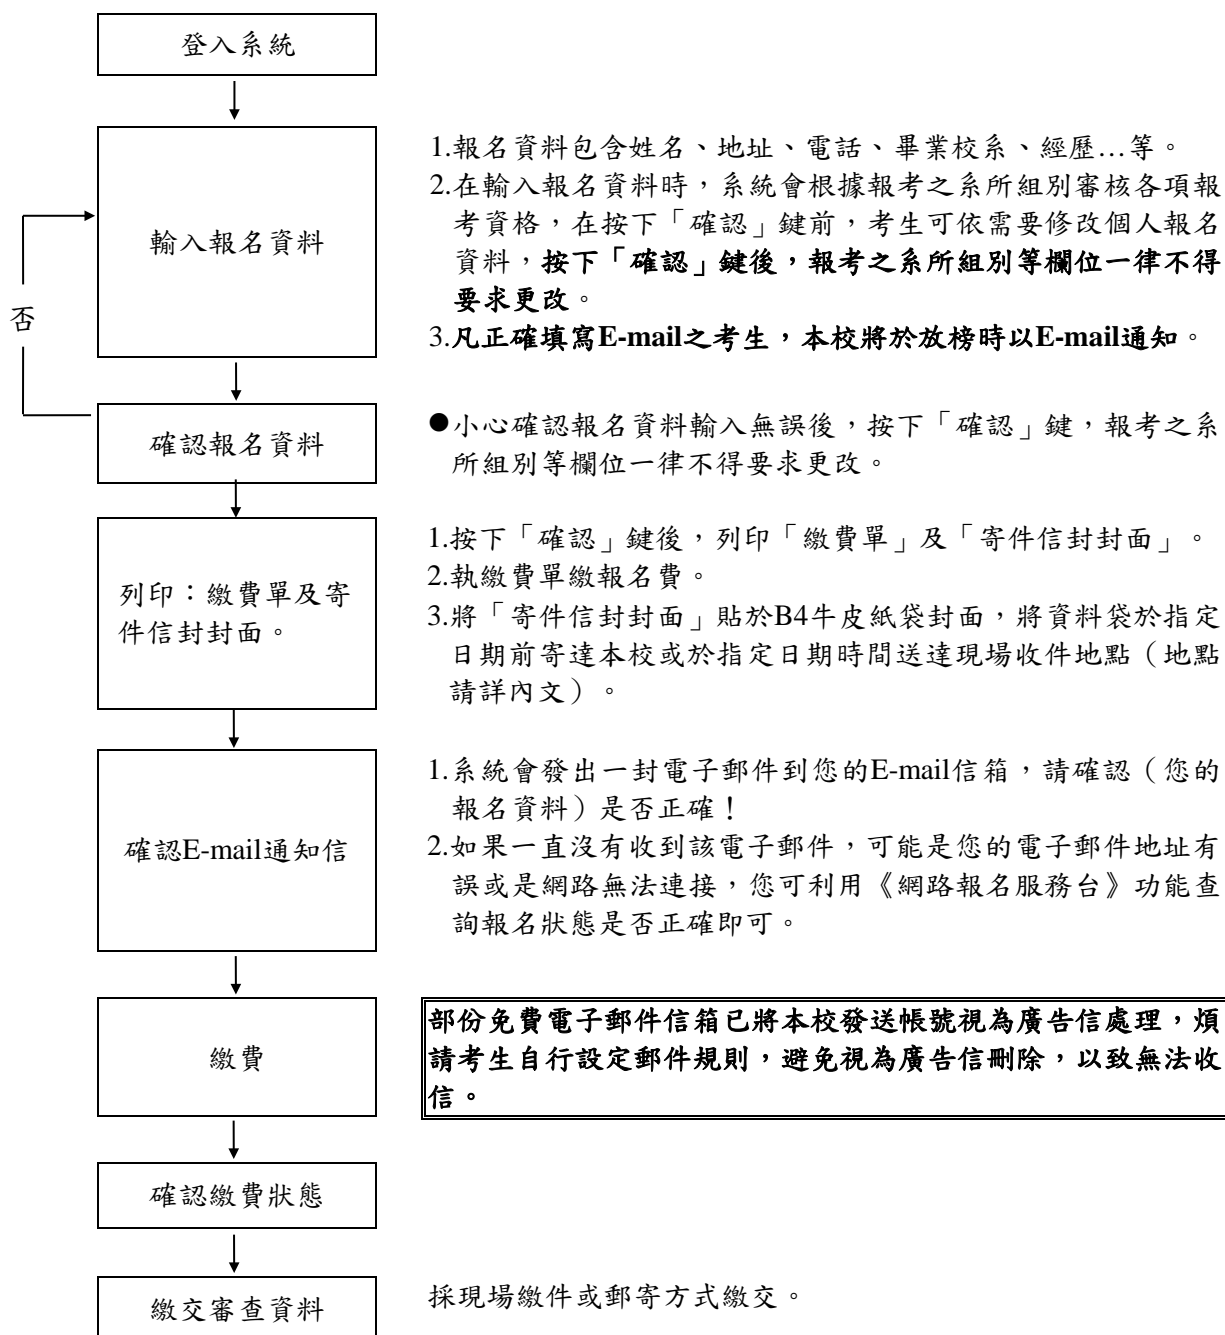 登入系統
輸入報名資料
1.報名資料包含姓名、地址、電話、畢業校系、經歷…等。
2.在輸入報名資料時，系統會根據報考之系所組別審核各項報
考資格，在按下「確認」鍵前，考生可依需要修改個人報名
資料，按下「確認」鍵後，報考之系所組別等欄位一律不得
要求更改。
3.凡正確填寫E-mail之考生，本校將於放榜時以E-mail通知。
否
確認報名資料
●小心確認報名資料輸入無誤後，按下「確認」鍵，報考之系
所組別等欄位一律不得要求更改。
列印：繳費單及寄
件信封封面。
1.按下「確認」鍵後，列印「繳費單」及「寄件信封封面」。
2.執繳費單繳報名費。
3.將「寄件信封封面」貼於B4牛皮紙袋封面，將資料袋於指定
日期前寄達本校或於指定日期時間送達現場收件地點（地點
請詳內文）。
確認E-mail通知信
1.系統會發出一封電子郵件到您的E-mail信箱，請確認（您的
報名資料）是否正確！
2.如果一直沒有收到該電子郵件，可能是您的電子郵件地址有
誤或是網路無法連接，您可利用《網路報名服務台》功能查
詢報名狀態是否正確即可。
繳費
部份免費電子郵件信箱已將本校發送帳號視為廣告信處理，煩
請考生自行設定郵件規則，避免視為廣告信刪除，以致無法收
信。
確認繳費狀態
繳交審查資料
採現場繳件或郵寄方式繳交。